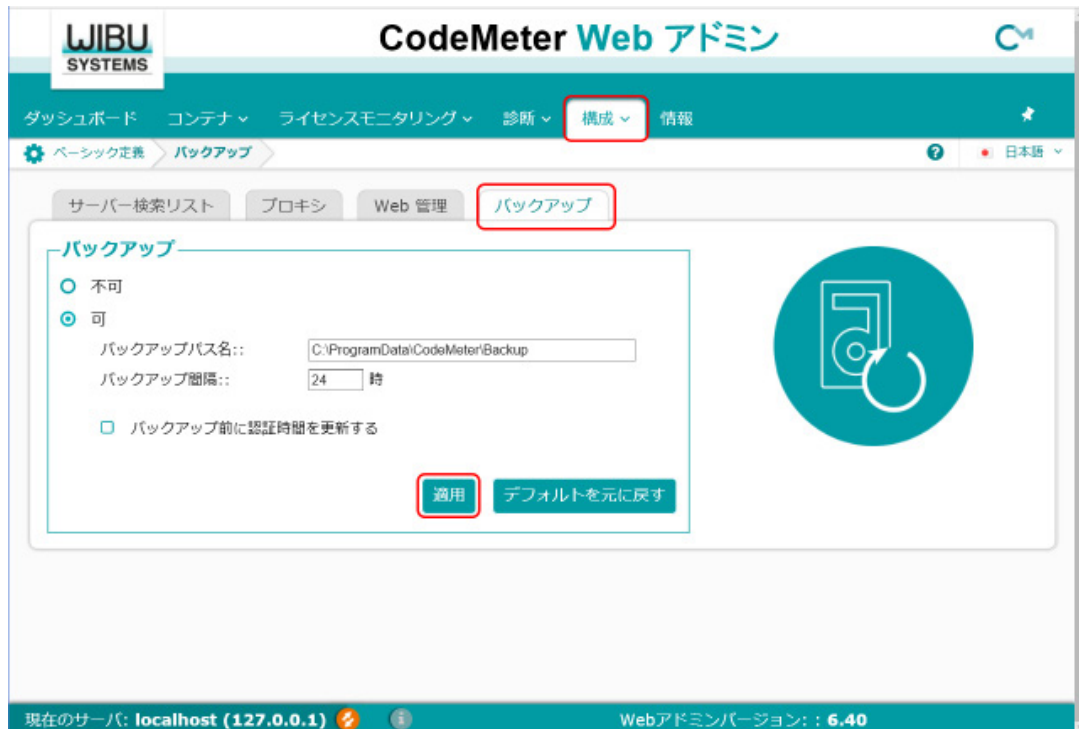 WIBU
SYSTEMS
CodeMeter Web アドミン
CM
ダッシュボード コンテナ ライセンスモニタリング 診断 構成 情報
ベーシック定義 バックアップ
? 日本語
サーバー検索リスト プロキシ Web 管理 バックアップ
バックアップ
不可
可
バックアップパス名:: C:\ProgramData\CodeMeter\Backup
バックアップ間隔:: 24 時
バックアップ前に認証時間を更新する
適用 デフォルトを元に戻す
現在のサーバ: localhost (127.0.0.1) i Webアドミンバージョン: : 6.40